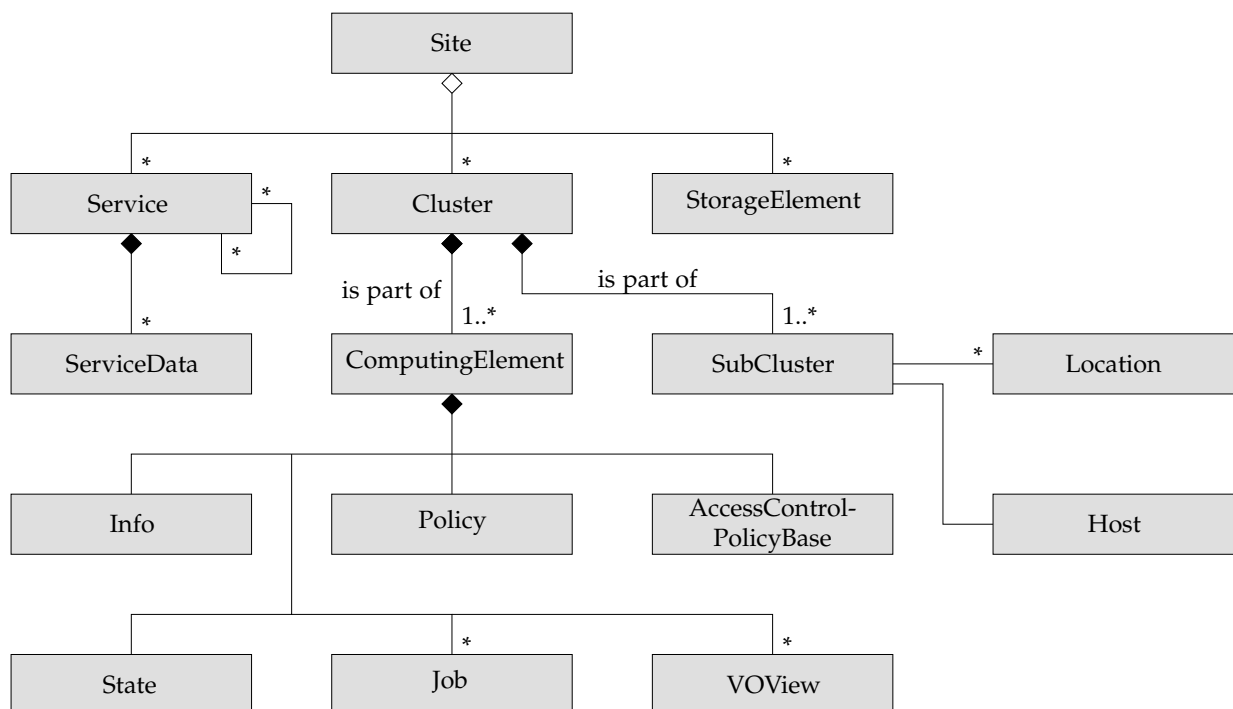 Site
*
*
*
Service
*
*
Cluster
StorageElement
is part of
is part of
*
1..*
1..*
ServiceData
ComputingElement
SubCluster
*
Location
Info
Policy
AccessControl-
PolicyBase
Host
*
*
State
Job
VOView